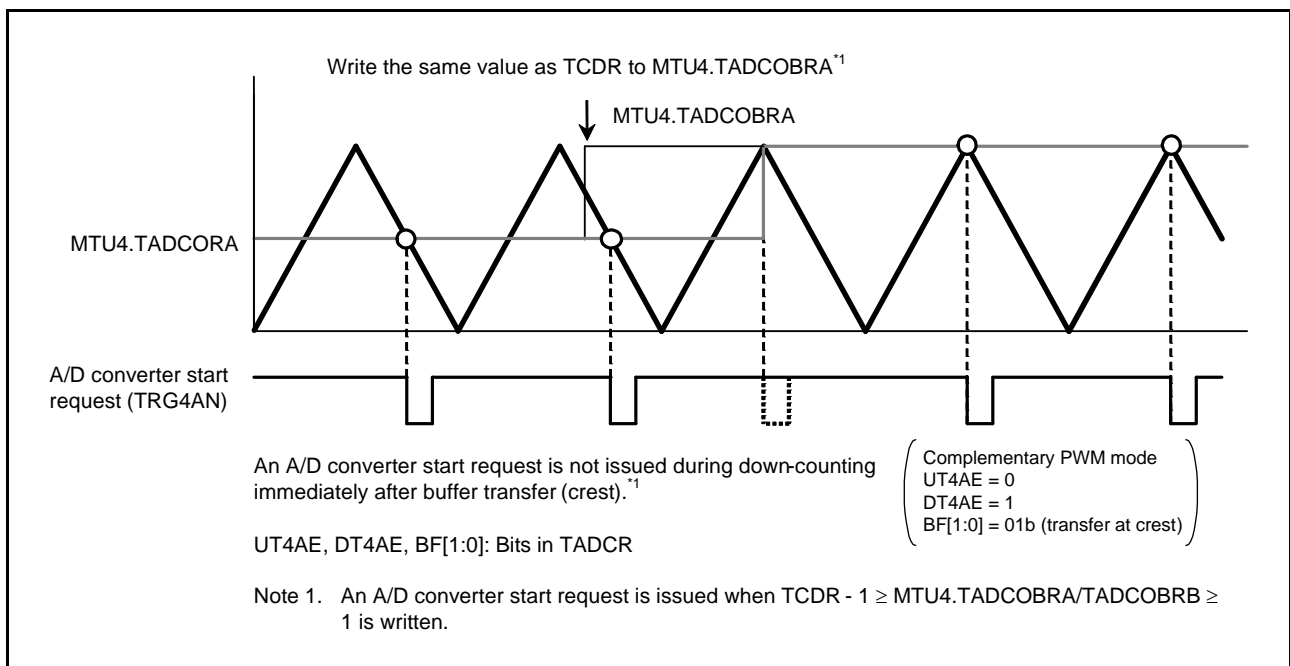 Write the same value as TCDR to MTU4.TADCOBRA*1
MTU4.TADCOBRA
MTU4.TADCORA
A/D converter start
request (TRG4AN)
An A/D converter start request is not issued during down-counting
immediately after buffer transfer (crest).*1
Complementary PWM mode
UT4AE = 0
DT4AE = 1
BF[1:0] = 01b (transfer at crest)
UT4AE, DT4AE, BF[1:0]: Bits in TADCR
Note 1. An A/D converter start request is issued when TCDR - 1 ≥ MTU4.TADCOBRA/TADCOBRB ≥
1 is written.